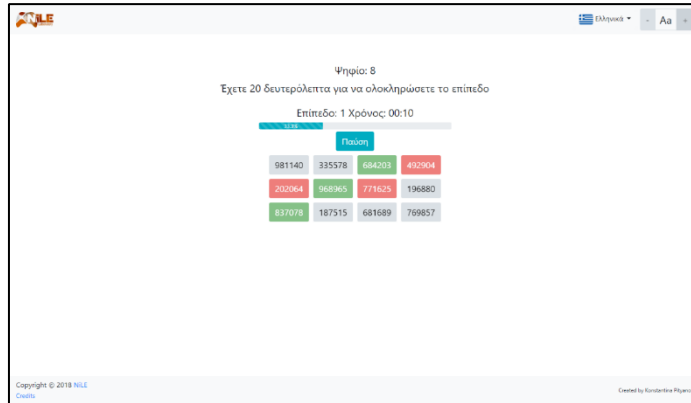 NiLE
Ελληνικά
- Aa +
Ψηφίο: 8
Έχετε 20 δευτερόλεπτα για να ολοκληρώσετε το επίπεδο
Επίπεδο: 1 Χρόνος: 00:10
Παύση
981140 335578 684203 492904
202064 968965 771625 196880
837078 187515 681689 769857
Copyright © 2018 NiLE
Credits
Created by Konstantina